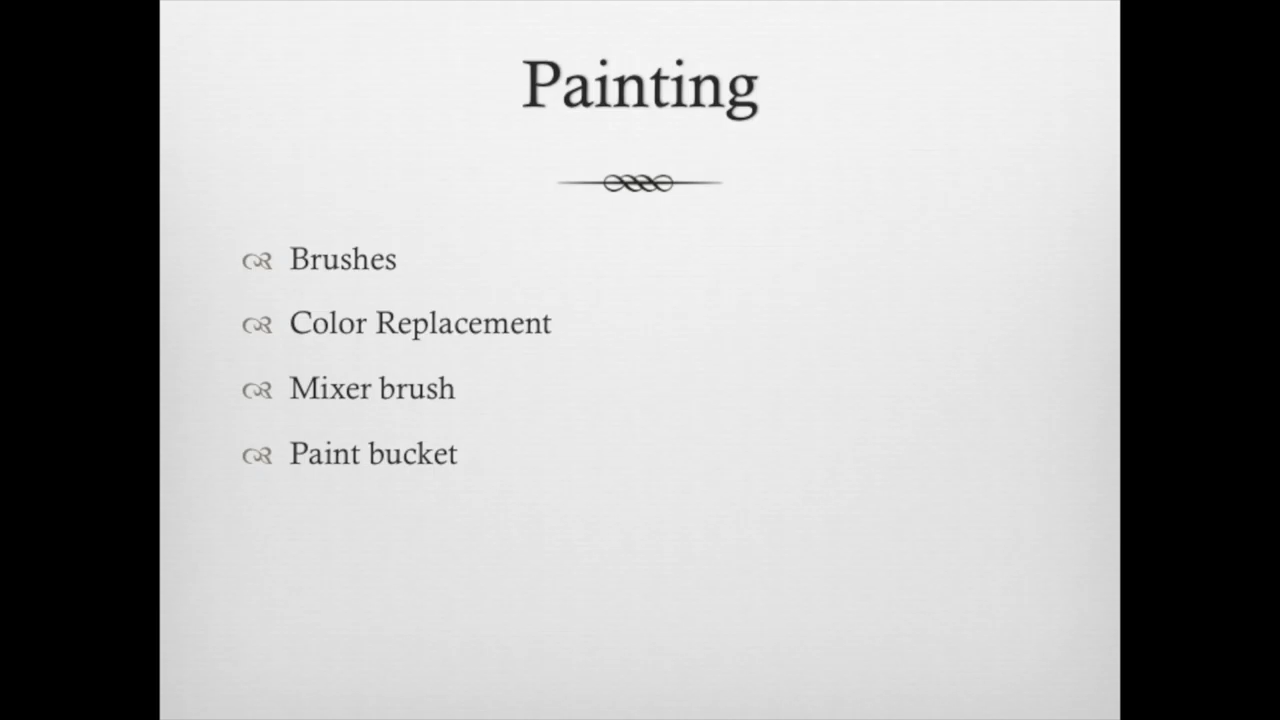 Painting
Brushes
Color Replacement
Mixer brush
Paint bucket